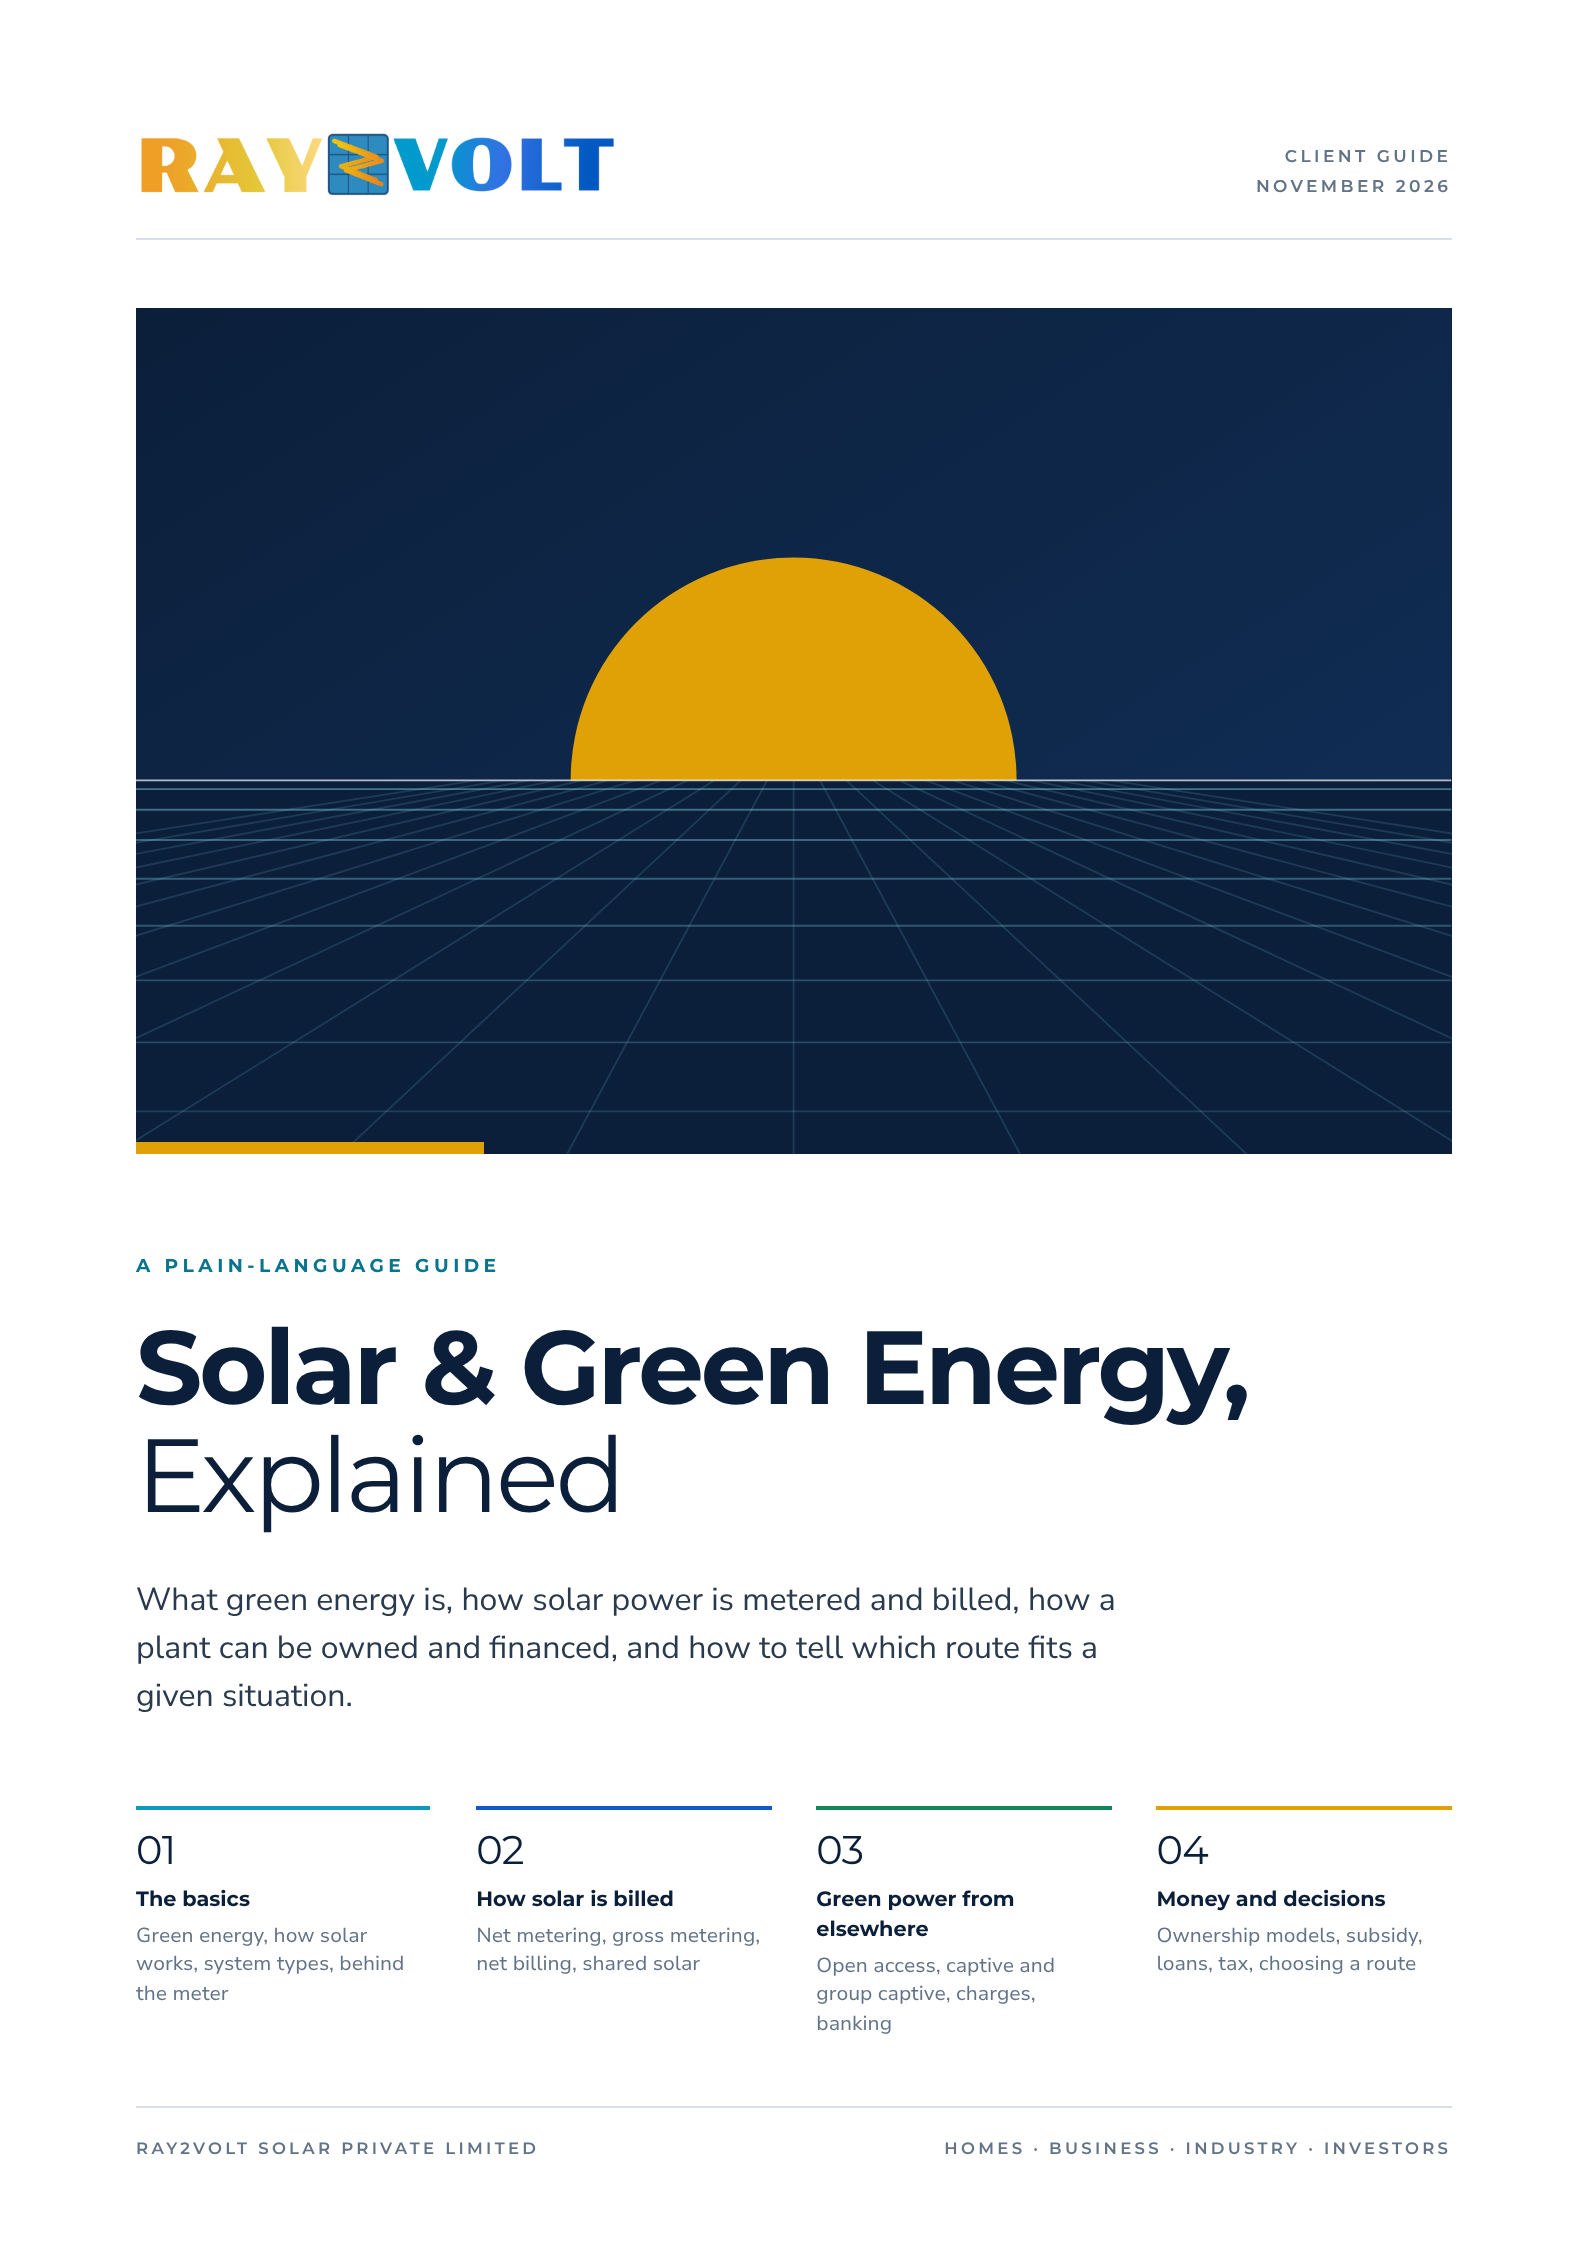 RAY2VOLT
CLIENT GUIDE
NOVEMBER 2026
A PLAIN-LANGUAGE GUIDE
Solar & Green Energy,
Explained
What green energy is, how solar power is metered and billed, how a
plant can be owned and financed, and how to tell which route fits a
given situation.
01
The basics
Green energy, how solar
works, system types, behind
the meter
02
How solar is billed
Net metering, gross metering,
net billing, shared solar
03
Green power from
elsewhere
Open access, captive and
group captive, charges,
banking
04
Money and decisions
Ownership models, subsidy,
loans, tax, choosing a route
RAY2VOLT SOLAR PRIVATE LIMITED
HOMES · BUSINESS · INDUSTRY · INVESTORS